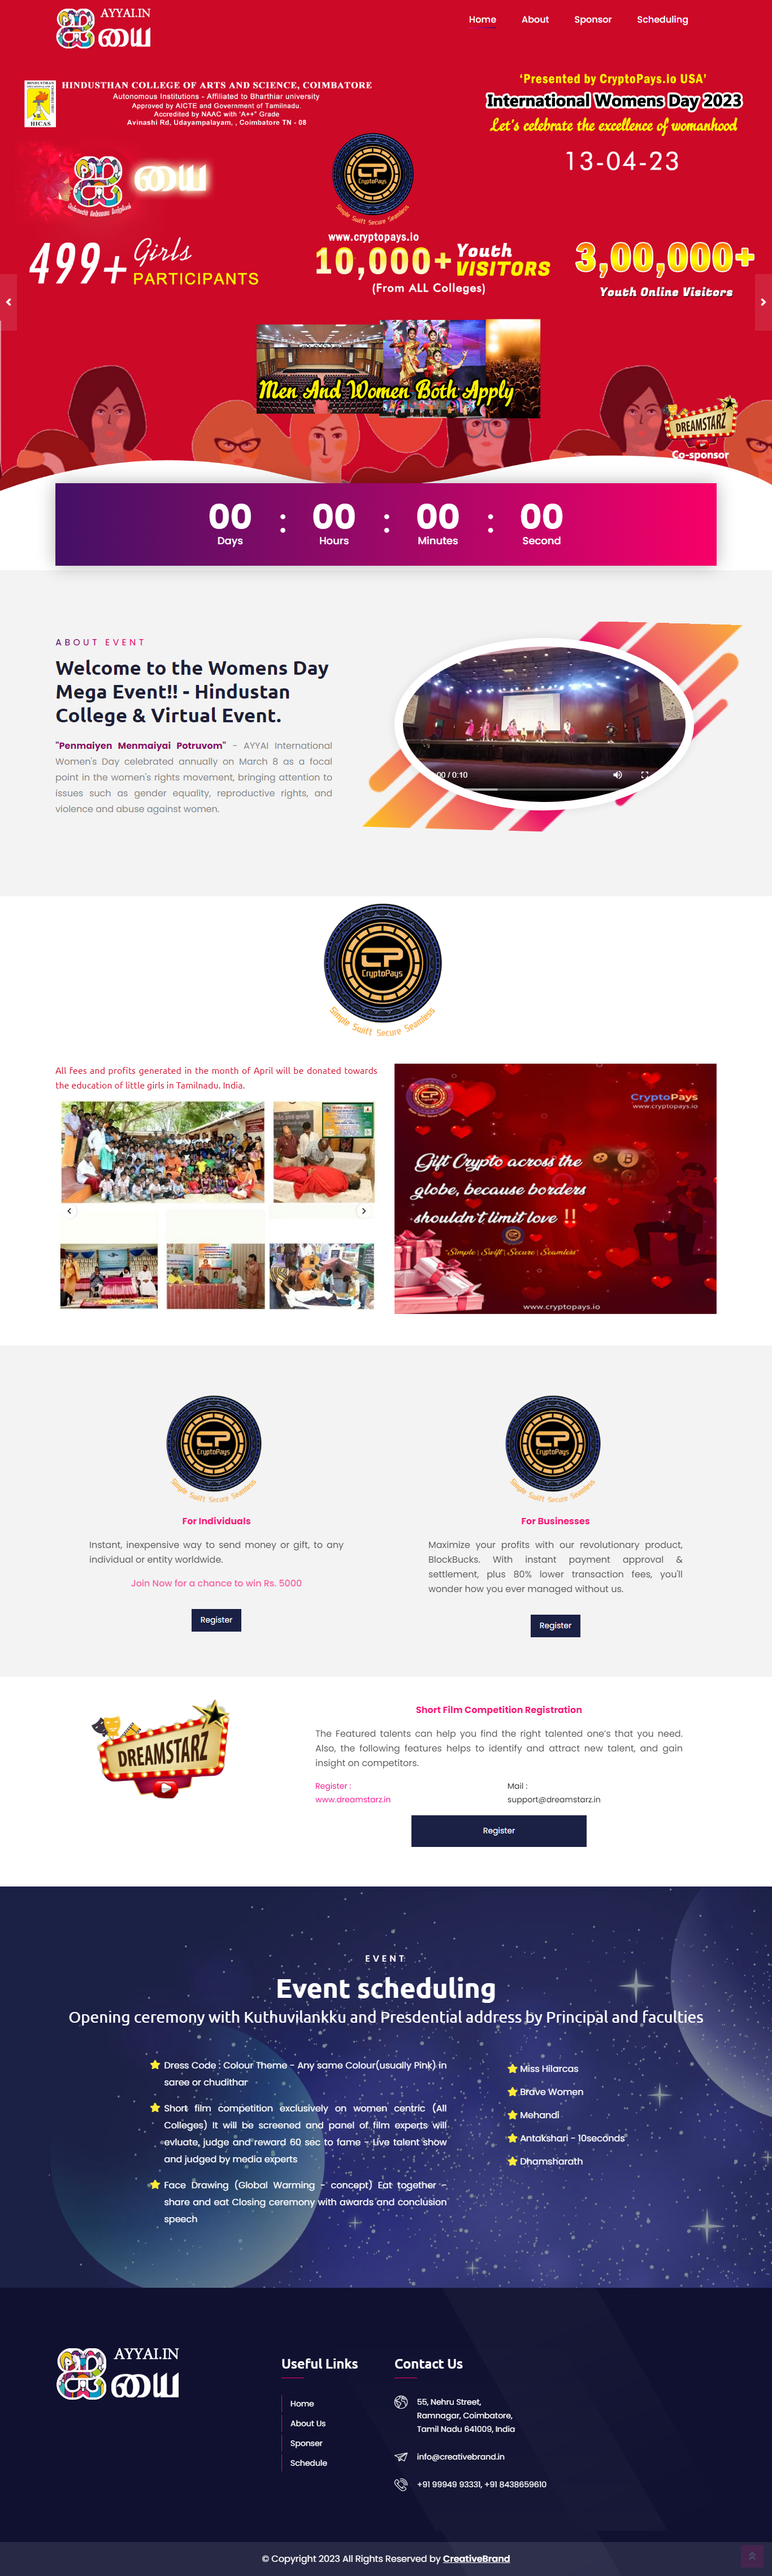 AYYAI.IN
ஐயை
Home
About
Sponsor
Scheduling
HINDUSTHAN COLLEGE OF ARTS AND SCIENCE, COIMBATORE
Autonomous Institutions - Affiliated to Bharthiar university
Approved by AICTE and Government of Tamilnadu.
Accredited by NAAC with 'A++' Grade
Avinashi Rd, Udayampalayam, , Coimbatore TN - 08
HICAS
'Presented by CryptoPays.io USA'
International Womens Day 2023
Let's celebrate the excellence of womanhood
13-04-23
CryptoPays
Simple Swift Secure Seamless
www.cryptopays.io
499+ Girls
PARTICIPANTS
10,000+ Youth
VISITORS
(From ALL Colleges)
3,00,000+
Youth Online Visitors
Men And Women Both Apply
DREAMSTARZ
Co-sponsor
00 : 00 : 00 : 00
Days Hours Minutes Second
ABOUT EVENT
Welcome to the Womens Day
Mega Event!! - Hindustan
College & Virtual Event.
"Penmaiyen Menmaiyai Potruvom" - AYYAI International
Women's Day celebrated annually on March 8 as a focal
point in the women's rights movement, bringing attention to
issues such as gender equality, reproductive rights, and
violence and abuse against women.
00 / 0:10
CP
CryptoPays
Simple Swift Secure Seamless
All fees and profits generated in the month of April will be donated towards
the education of little girls in Tamilnadu. India.
CryptoPays
www.cryptopays.io
Gift Crypto across the
globe, because borders
shouldn't limit love !!
"Simple | Swift | Secure | Seamless"
www.cryptopays.io
CP
CryptoPays
Simple Swift Secure Seamless
For Individuals
Instant, inexpensive way to send money or gift, to any
individual or entity worldwide.
Join Now for a chance to win Rs. 5000
Register
CP
CryptoPays
Simple Swift Secure Seamless
For Businesses
Maximize your profits with our revolutionary product,
BlockBucks. With instant payment approval &
settlement, plus 80% lower transaction fees, you'll
wonder how you ever managed without us.
Register
DREAMSTARZ
Short Film Competition Registration
The Featured talents can help you find the right talented one's that you need.
Also, the following features helps to identify and attract new talent, and gain
insight on competitors.
Register :
www.dreamstarz.in
Mail :
support@dreamstarz.in
Register
EVENT
Event scheduling
Opening ceremony with Kuthuvilankku and Presdential address by Principal and faculties
Dress Code : Colour Theme - Any same Colour(usually Pink) in
saree or chudithar
Short film competition exclusively on women centric (All
Colleges) It will be screened and panel of film experts will
evluate, judge and reward 60 sec to fame - Live talent show
and judged by media experts
Face Drawing (Global Warming - concept) Eat together -
share and eat Closing ceremony with awards and conclusion
speech
Miss Hilarcas
Brave Women
Mehandi
Antakshari - 10seconds
Dhamsharath
AYYAI.IN
ஐயை
Useful Links
Home
About Us
Sponser
Schedule
Contact Us
55, Nehru Street,
Ramnagar, Coimbatore,
Tamil Nadu 641009, India
info@creativebrand.in
+91 99949 93331, +91 8438659610
© Copyright 2023 All Rights Reserved by CreativeBrand